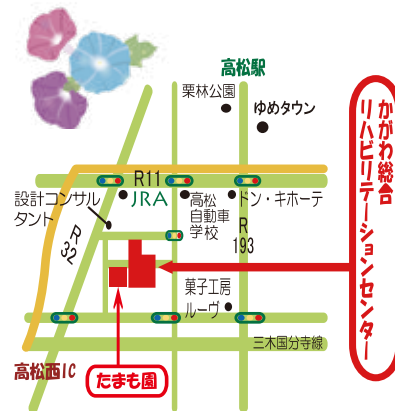 高松駅
栗林公園
ゆめタウン
かがわ総合
リハビリテーションセンター
R11
設計コンサル
タント
JRA
高松
自動車
学校
ドン・キホーテ
R
193
R32
菓子工房
ルーヴ
三木国分寺線
高松西IC
たまも園